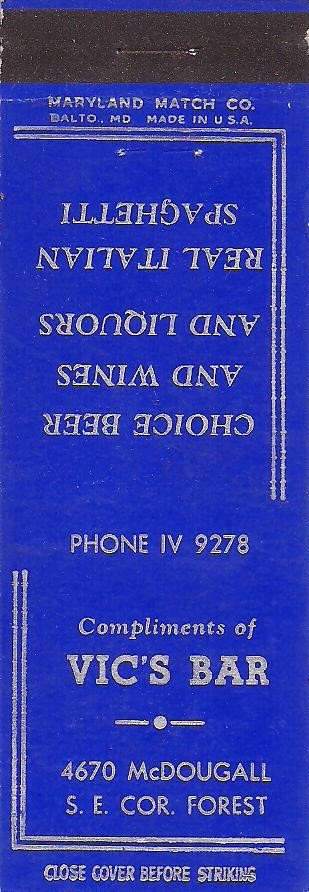 MARYLAND MATCH CO.
BALTO., MD MADE IN U.S.A.
CHOICE BEER
AND WINES
AND LIQUORS
REAL ITALIAN
SPAGHETTI
PHONE IV 9278
Compliments of
VIC'S BAR
4670 McDOUGALL
S. E. COR. FOREST
CLOSE COVER BEFORE STRIKING